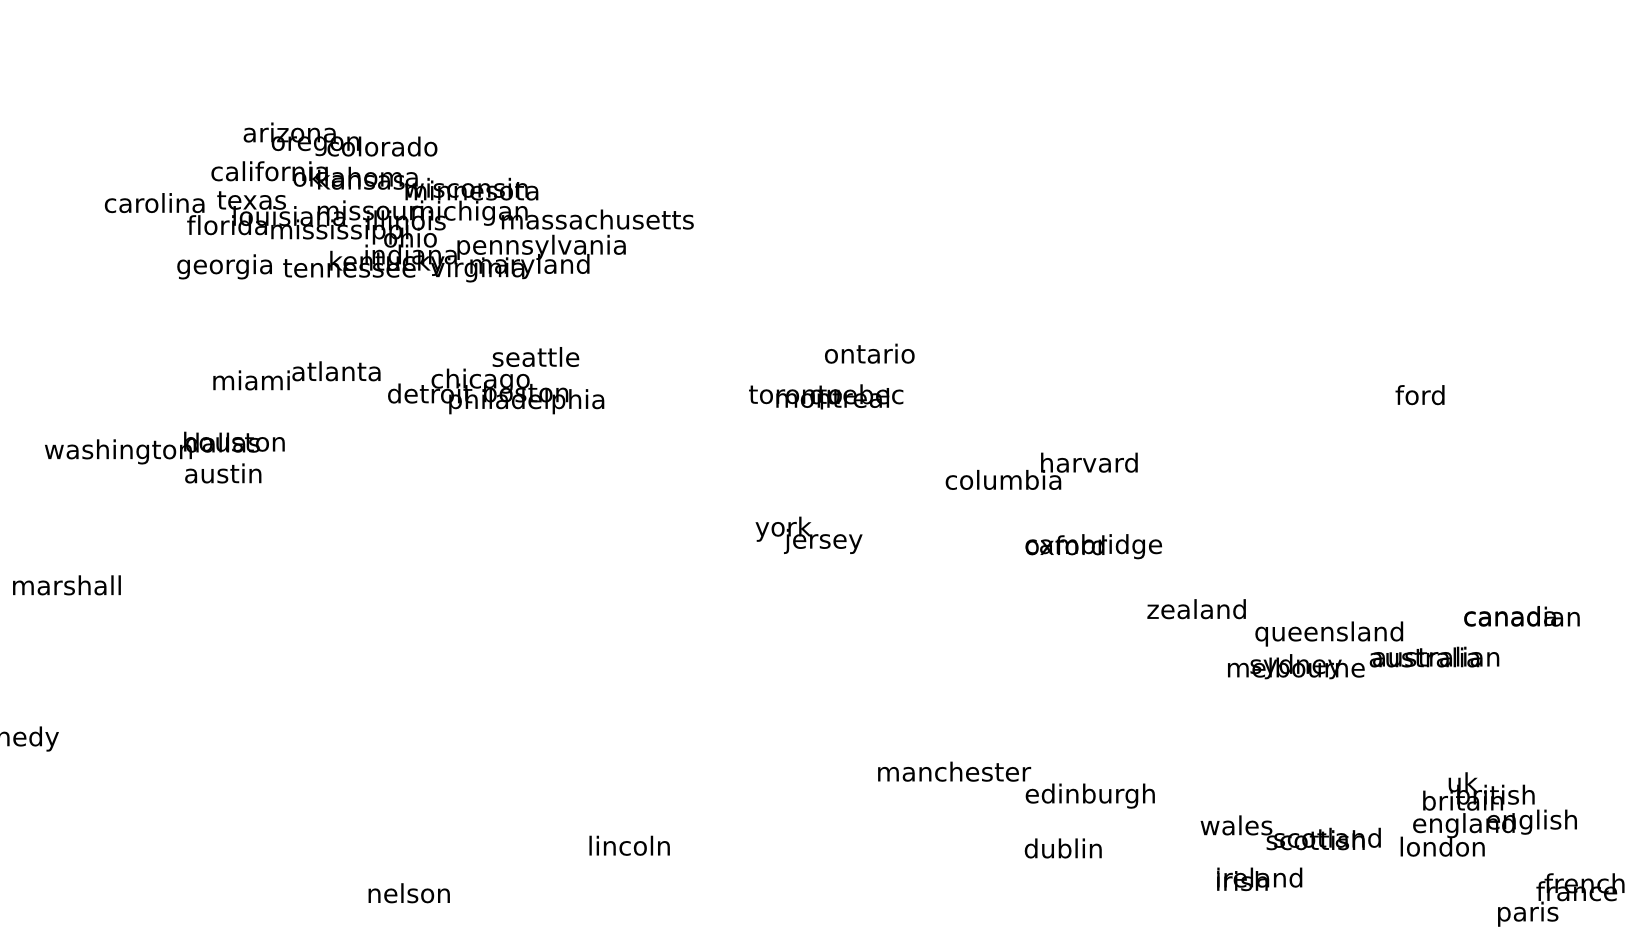 arizona
oregon
colorado
california
oklahoma
kansas
wisconsin
minnesota
carolina
texas
louisiana
missouri
michigan
illinois
massachusetts
florida
mississippi
ohio
pennsylvania
indiana
kentucky
georgia
tennessee
virginia
maryland
seattle
ontario
miami
atlanta
chicago
detroit
boston
philadelphia
toronto
montreal
quebec
ford
washington
dallas
houston
austin
harvard
columbia
york
jersey
oxford
cambridge
marshall
zealand
canada
canadian
queensland
sydney
melbourne
australia
australian
nedy
manchester
edinburgh
uk
british
britain
wales
england
english
scotland
scottish
lincoln
dublin
london
ireland
irish
nelson
french
france
paris